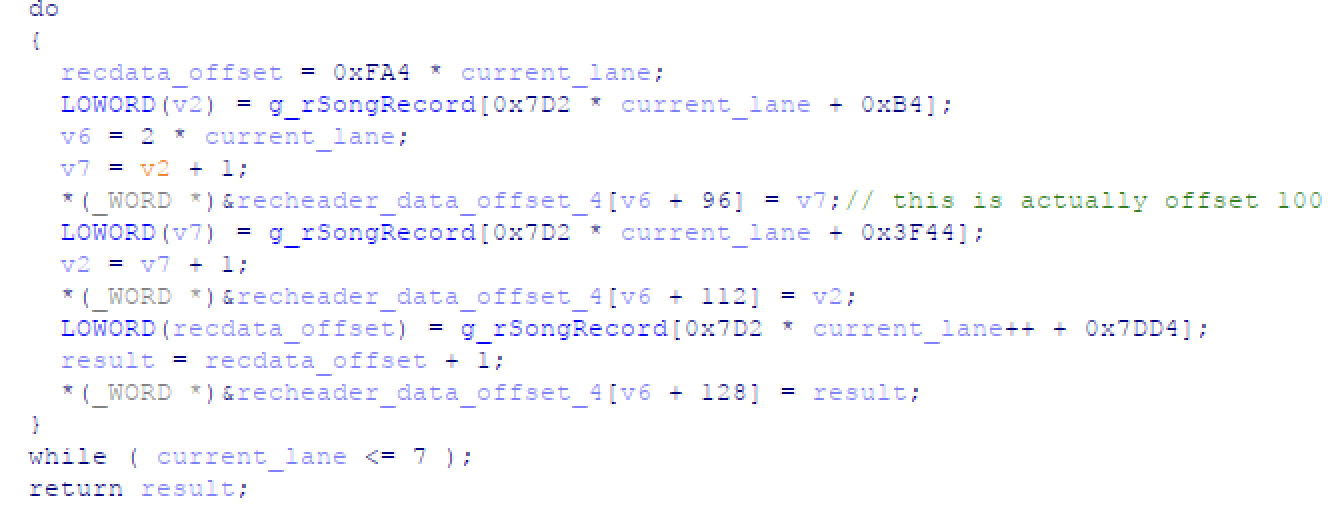 do
{
recdata_offset = 0xFA4 * current_lane;
LOWORD(v2) = g_rSongRecord[0x7D2 * current_lane + 0xB4];
v6 = 2 * current_lane;
v7 = v2 + 1;
*(_WORD *)&recheader_data_offset_4[v6 + 96] = v7;// this is actually offset 100
LOWORD(v7) = g_rSongRecord[0x7D2 * current_lane + 0x3F44];
v2 = v7 + 1;
*(_WORD *)&recheader_data_offset_4[v6 + 112] = v2;
LOWORD(recdata_offset) = g_rSongRecord[0x7D2 * current_lane++ + 0x7DD4];
result = recdata_offset + 1;
*(_WORD *)&recheader_data_offset_4[v6 + 128] = result;
}
while ( current_lane <= 7 );
return result;